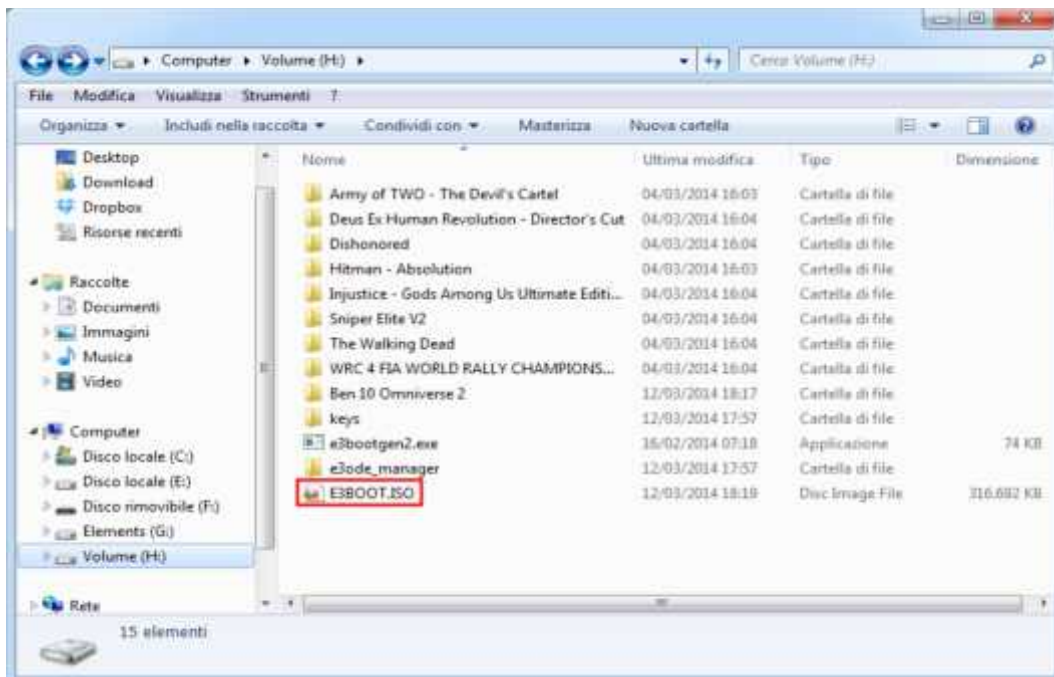 Computer Volume (H:)
Cerca Volume (H:)
File Modifica Visualizza Strumenti ?
Organizza Includi nella raccolta Condividi con Masterizza Nuova cartella
Desktop
Download
Dropbox
Risorse recenti
Raccolte
Documenti
Immagini
Musica
Video
Computer
Disco locale (C:)
Disco locale (E:)
Disco rimovibile (F:)
Elements (G:)
Volume (H:)
Rete
Nome Ultima modifica Tipo Dimensione
Army of TWO - The Devil's Cartel 04/03/2014 16:03 Cartella di file
Deus Ex Human Revolution - Director's Cut 04/03/2014 16:04 Cartella di file
Dishonored 04/03/2014 16:04 Cartella di file
Hitman - Absolution 04/03/2014 16:03 Cartella di file
Injustice - Gods Among Us Ultimate Editi... 04/03/2014 16:04 Cartella di file
Sniper Elite V2 04/03/2014 16:04 Cartella di file
The Walking Dead 04/03/2014 16:04 Cartella di file
WRC 4 FIA WORLD RALLY CHAMPIONS... 04/03/2014 16:04 Cartella di file
Ben 10 Omniverse 2 12/03/2014 18:17 Cartella di file
keys 12/03/2014 17:57 Cartella di file
e3bootgen2.exe 16/02/2014 07:18 Applicazione 74 KB
e3ode_manager 12/03/2014 17:57 Cartella di file
E3BOOT.ISO 12/03/2014 18:19 Disc Image File 316.692 KB
15 elementi